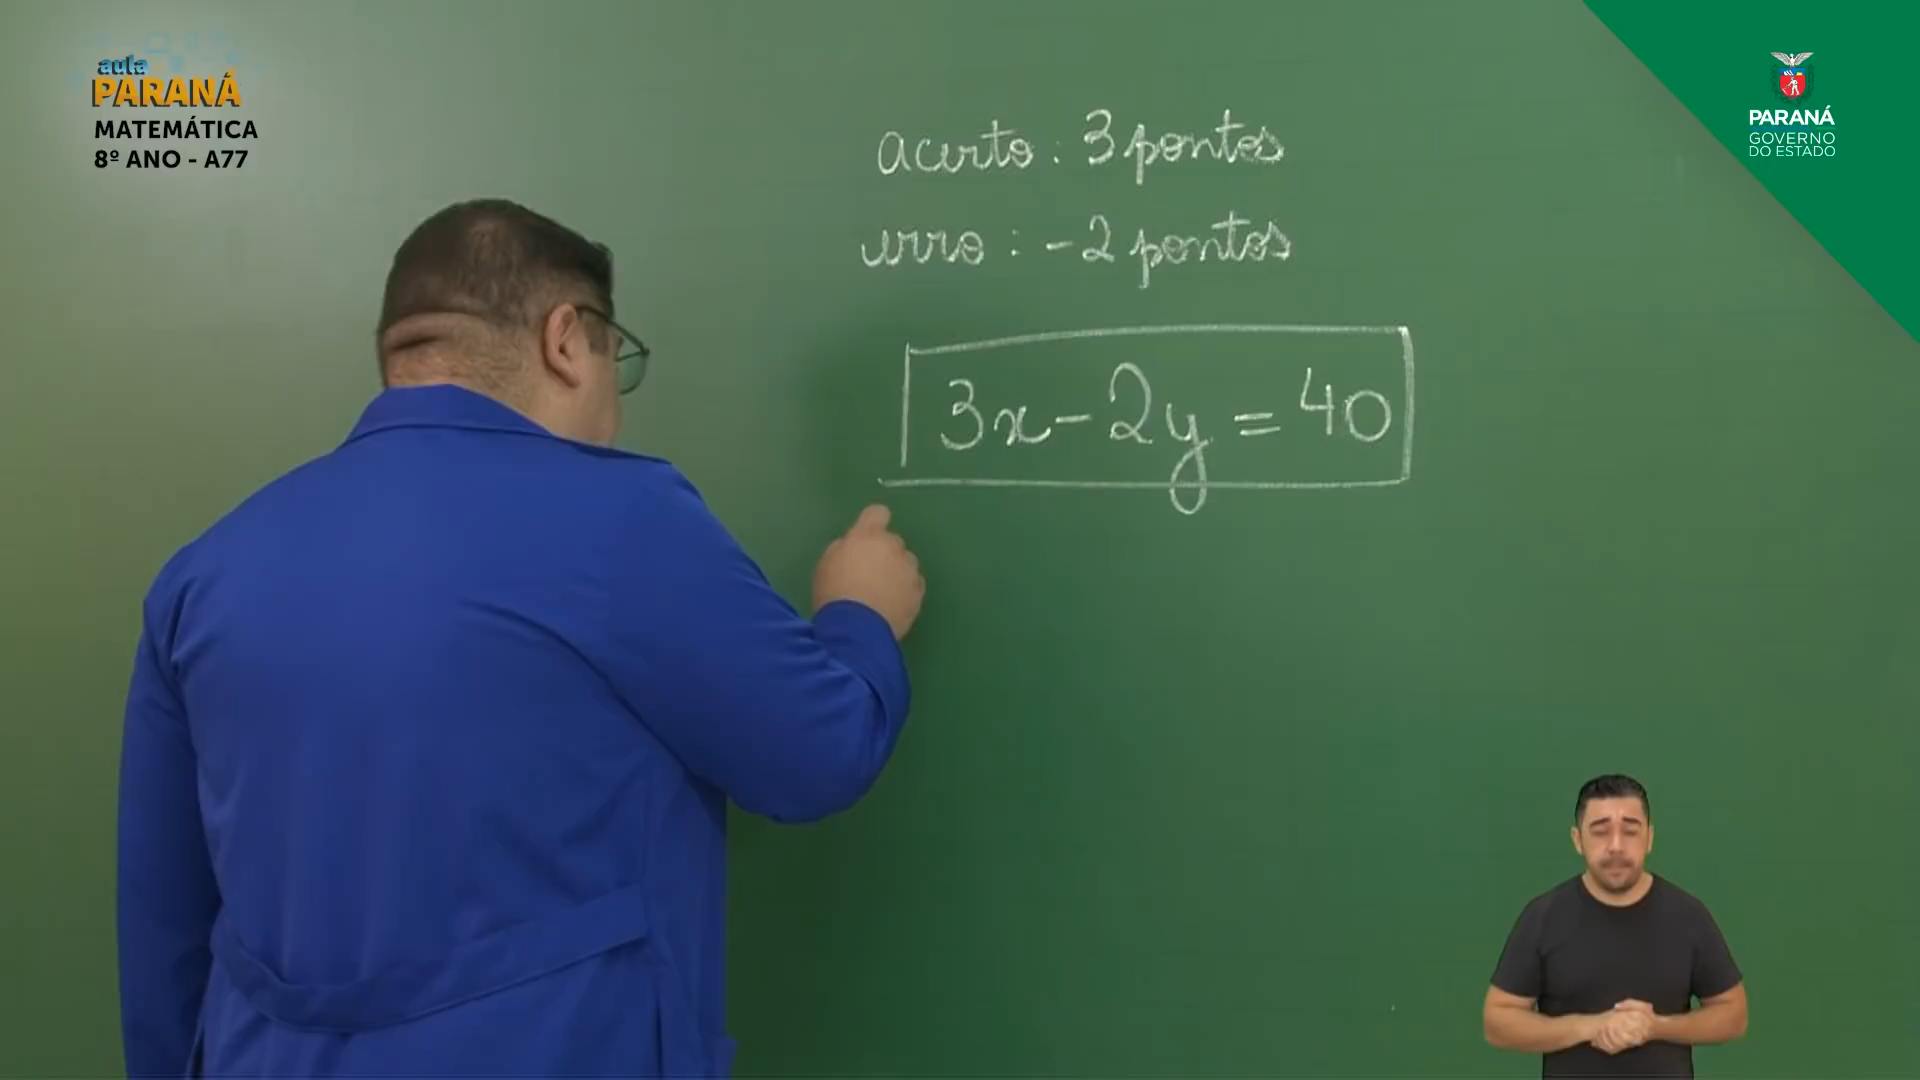 aula
PARANÁ
MATEMÁTICA
8º ANO - A77
acerto : 3 pontos
erro : -2 pontos
3x - 2y = 40
PARANÁ
GOVERNO
DO ESTADO